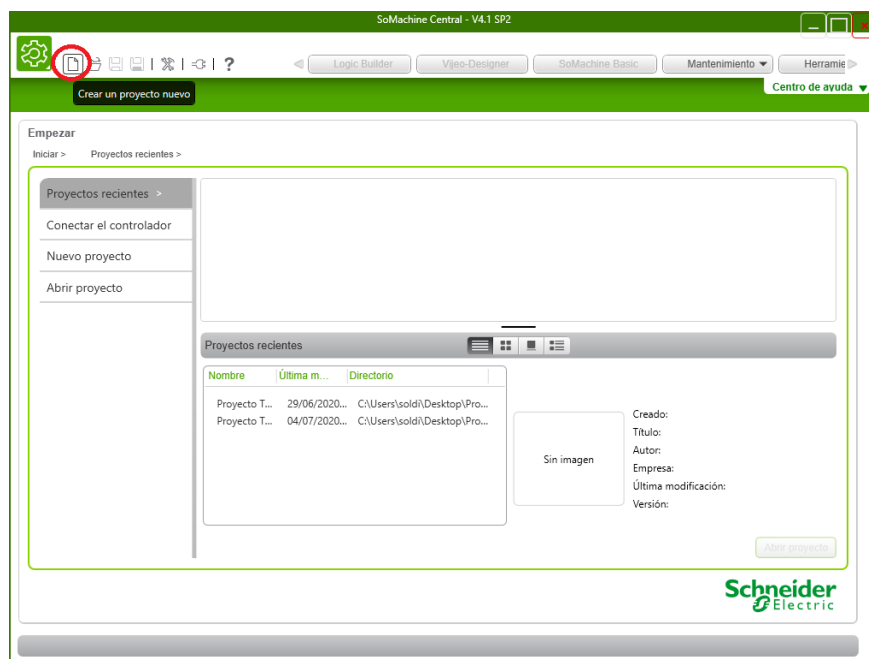 SoMachine Central - V4.1 SP2
? Logic Builder Vijeo-Designer SoMachine Basic Mantenimiento Herramie
Crear un proyecto nuevo
Centro de ayuda
Empezar
Iniciar > Proyectos recientes >
Proyectos recientes >
Conectar el controlador
Nuevo proyecto
Abrir proyecto
Proyectos recientes
Nombre Última m... Directorio
Proyecto T... 29/06/2020... C:\Users\soldi\Desktop\Pro...
Proyecto T... 04/07/2020... C:\Users\soldi\Desktop\Pro...
Sin imagen
Creado:
Título:
Autor:
Empresa:
Última modificación:
Versión:
Abrir proyecto
Schneider
Electric